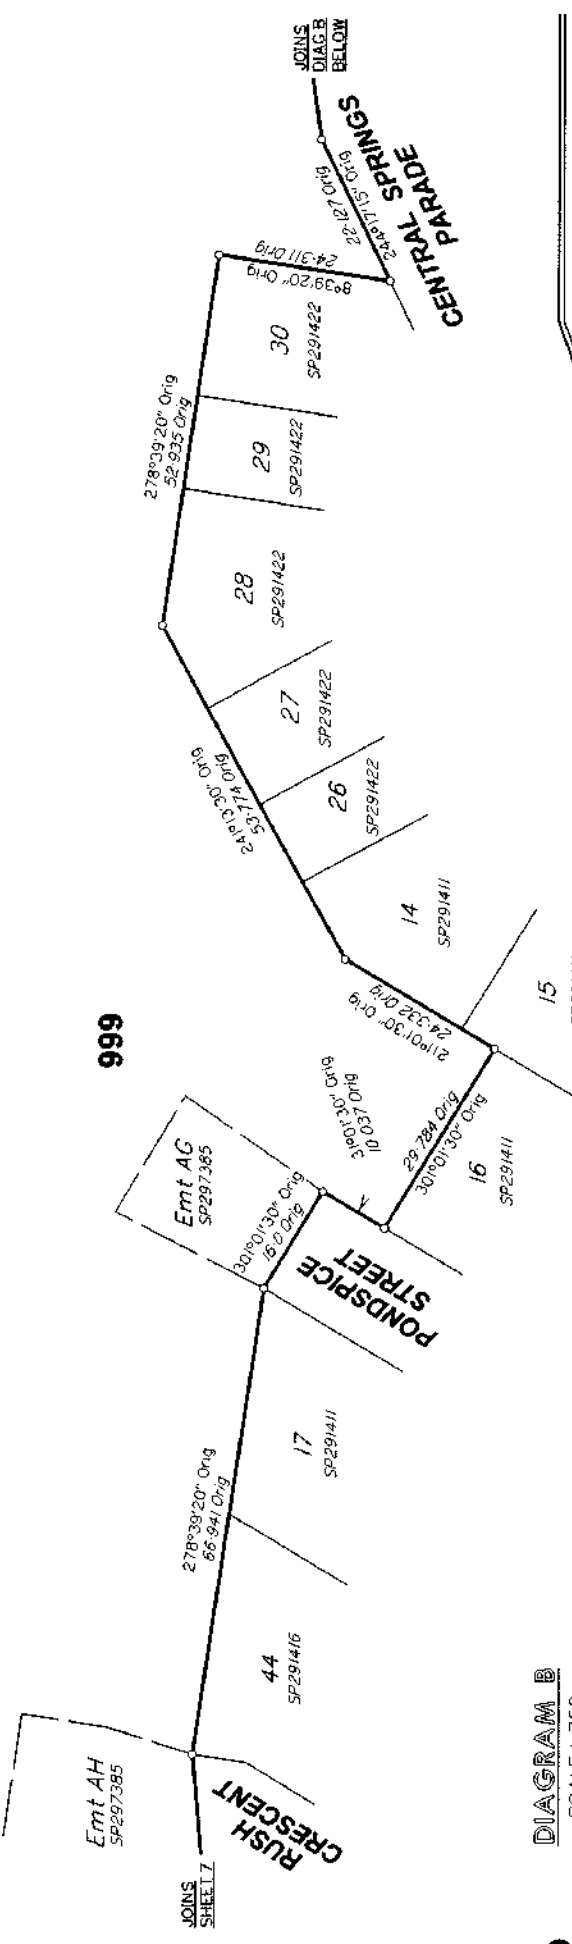 JOINS
DIAG B
BELOW
CENTRAL SPRINGS
PARADE
22·127 Orig
244°17'15" Orig
24·311 Orig
8°39'20" Orig
278°39'20" Orig
52·935 Orig
30
SP291422
29
SP291422
28
SP291422
27
SP291422
26
SP291422
241°13'30" Orig
53·774 Orig
14
SP291411
15
211°01'30" Orig
24·332 Orig
999
31°01'30" Orig
10·037 Orig
29·784 Orig
301°01'30" Orig
16
SP291411
Emt AG
SP297385
301°01'30" Orig
16·0 Orig
PONDSPICE
STREET
17
SP291411
278°39'20" Orig
66·941 Orig
44
SP291416
Emt AH
SP297385
RUSH
CRESCENT
JOINS
SHEET 7
DIAGRAM B